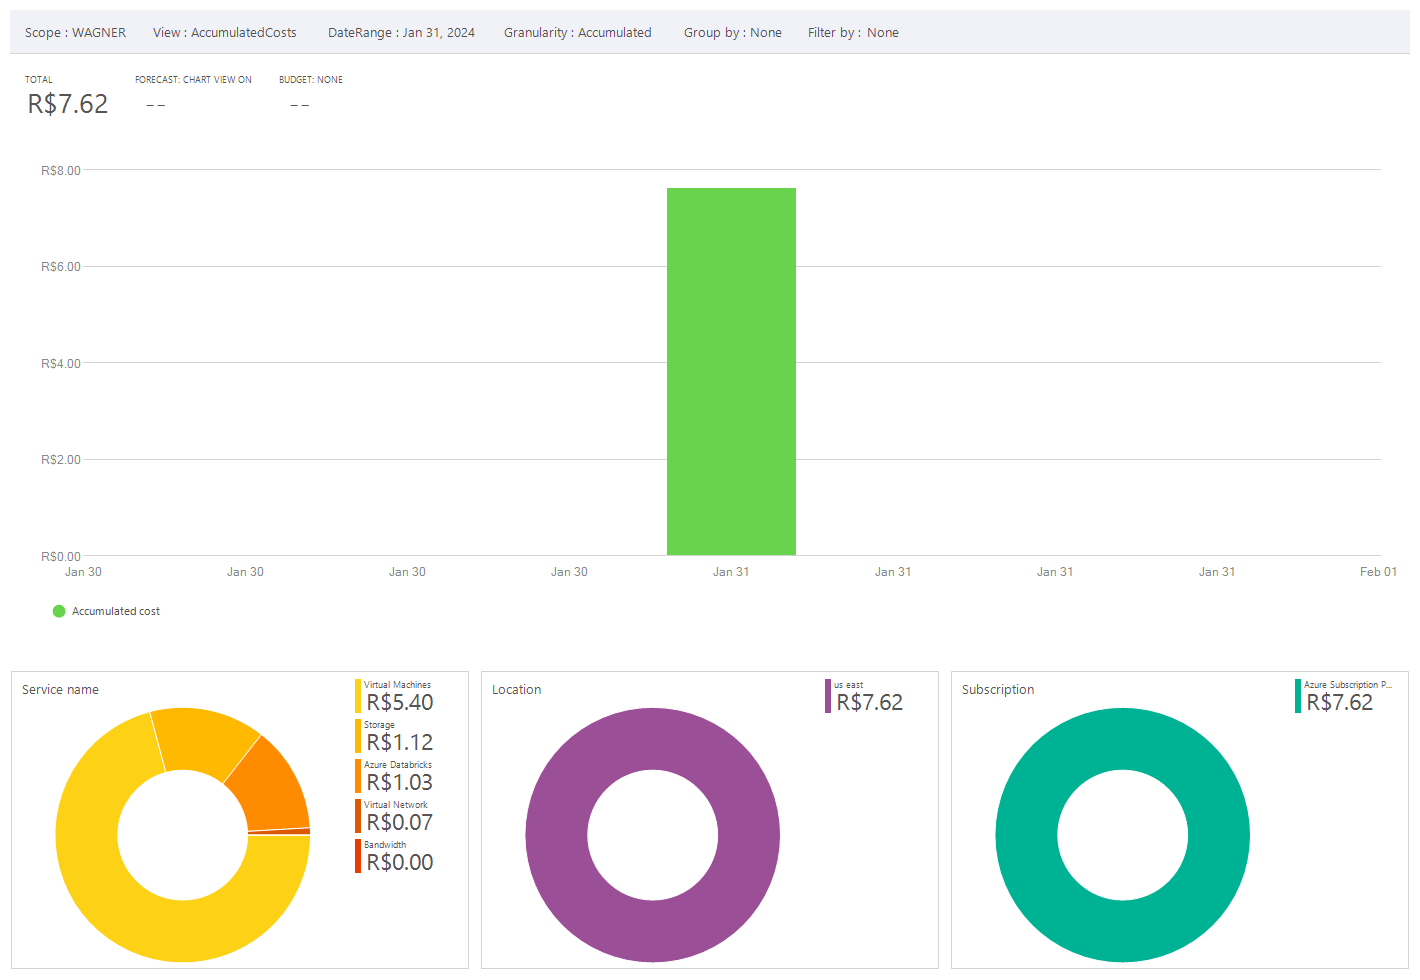 Scope : WAGNER View : AccumulatedCosts DateRange : Jan 31, 2024 Granularity : Accumulated Group by : None Filter by : None
TOTAL FORECAST: CHART VIEW ON BUDGET: NONE
R$7.62 -- --
R$8.00
R$6.00
R$4.00
R$2.00
R$0.00
Jan 30 Jan 30 Jan 30 Jan 30 Jan 31 Jan 31 Jan 31 Jan 31 Feb 01
Accumulated cost
Service name
Virtual Machines
R$5.40
Storage
R$1.12
Azure Databricks
R$1.03
Virtual Network
R$0.07
Bandwidth
R$0.00
Location
us east
R$7.62
Subscription
Azure Subscription P...
R$7.62